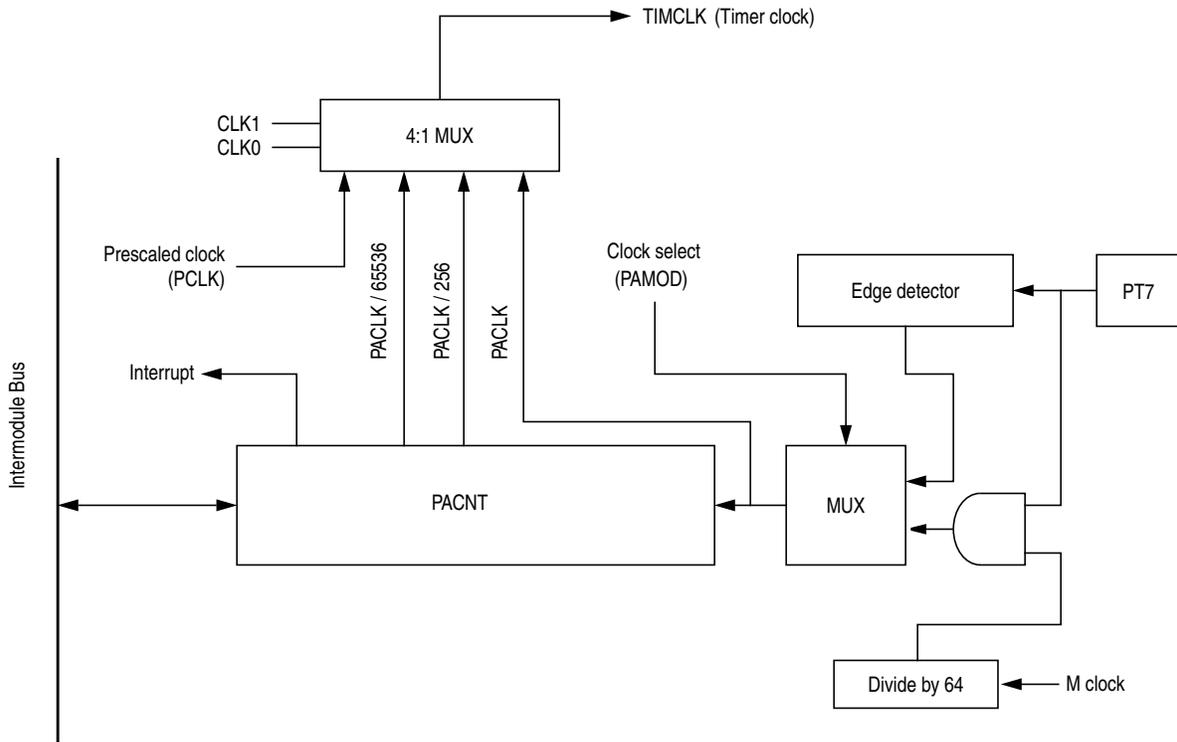 TIMCLK (Timer clock)
CLK1
CLK0
4:1 MUX
Prescaled clock
(PCLK)
PACLK / 65536
PACLK / 256
PACLK
Clock select
(PAMOD)
Edge detector
PT7
Interrupt
Intermodule Bus
PACNT
MUX
Divide by 64
M clock